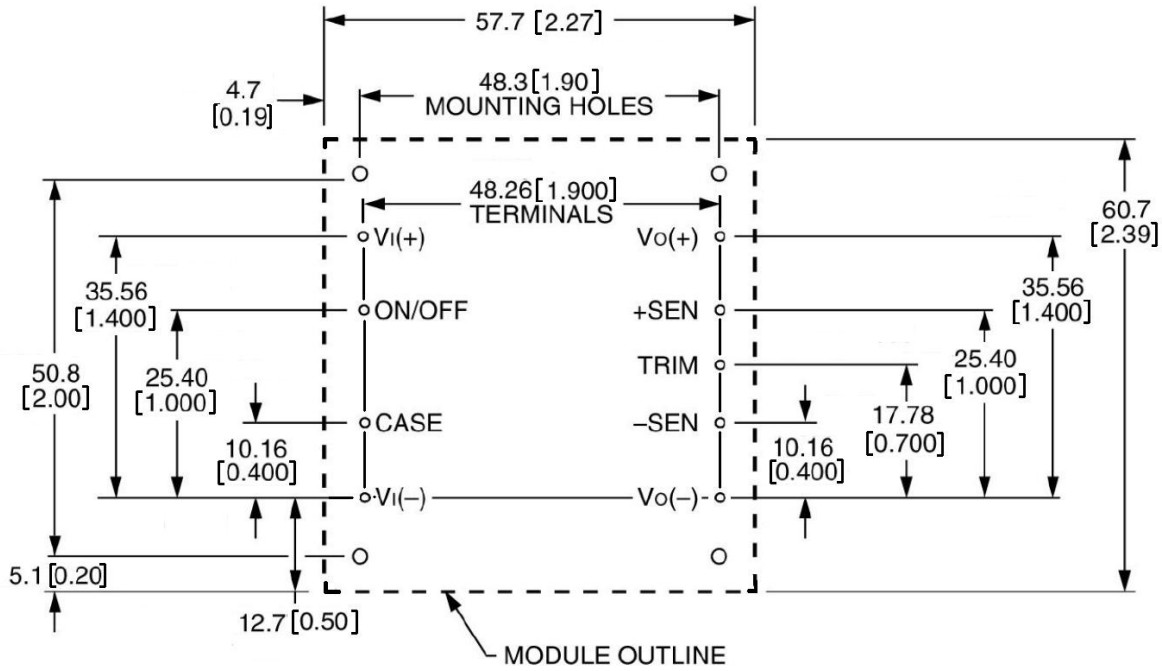 57.7 [2.27]
48.3 [1.90]
MOUNTING HOLES
4.7
[0.19]
48.26 [1.900]
TERMINALS
60.7
[2.39]
VI(+)
VO(+)
35.56
[1.400]
35.56
[1.400]
ON/OFF
+SEN
50.8
[2.00]
25.40
[1.000]
TRIM
25.40
[1.000]
CASE
–SEN
17.78
[0.700]
10.16
[0.400]
10.16
[0.400]
VI(–)
VO(–)
5.1 [0.20]
12.7 [0.50]
MODULE OUTLINE